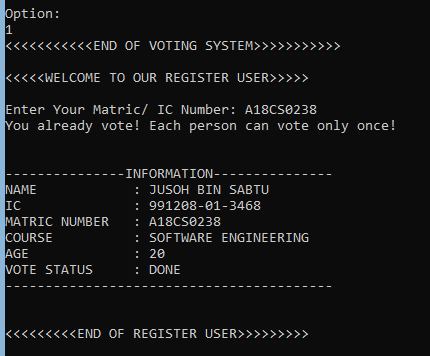 Option:
1
<<<<<<<<<<<END OF VOTING SYSTEM>>>>>>>>>>>
<<<<<WELCOME TO OUR REGISTER USER>>>>>
Enter Your Matric/ IC Number: A18CS0238
You already vote! Each person can vote only once!
---------------INFORMATION---------------
NAME            : JUSOH BIN SABTU
IC              : 991208-01-3468
MATRIC NUMBER   : A18CS0238
COURSE          : SOFTWARE ENGINEERING
AGE             : 20
VOTE STATUS     : DONE
-----------------------------------------
<<<<<<<<<END OF REGISTER USER>>>>>>>>>